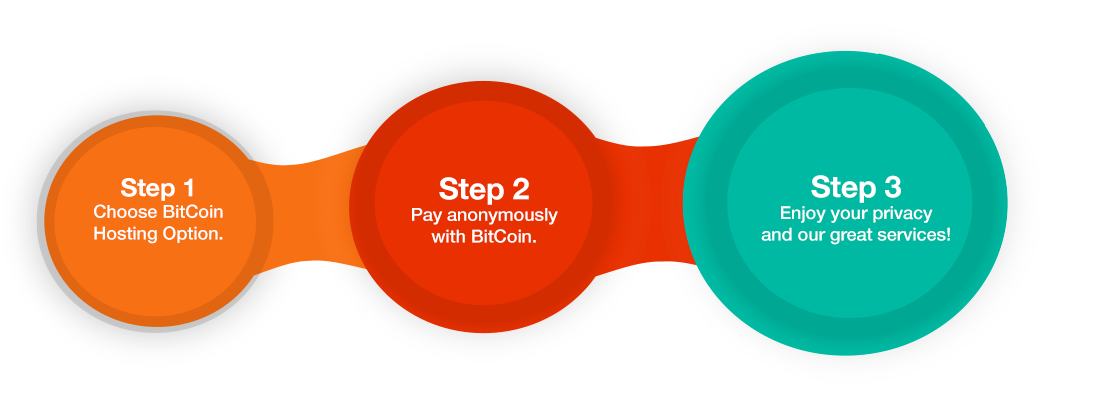 Step 1
Choose BitCoin
Hosting Option.
Step 2
Pay anonymously
with BitCoin.
Step 3
Enjoy your privacy
and our great services!